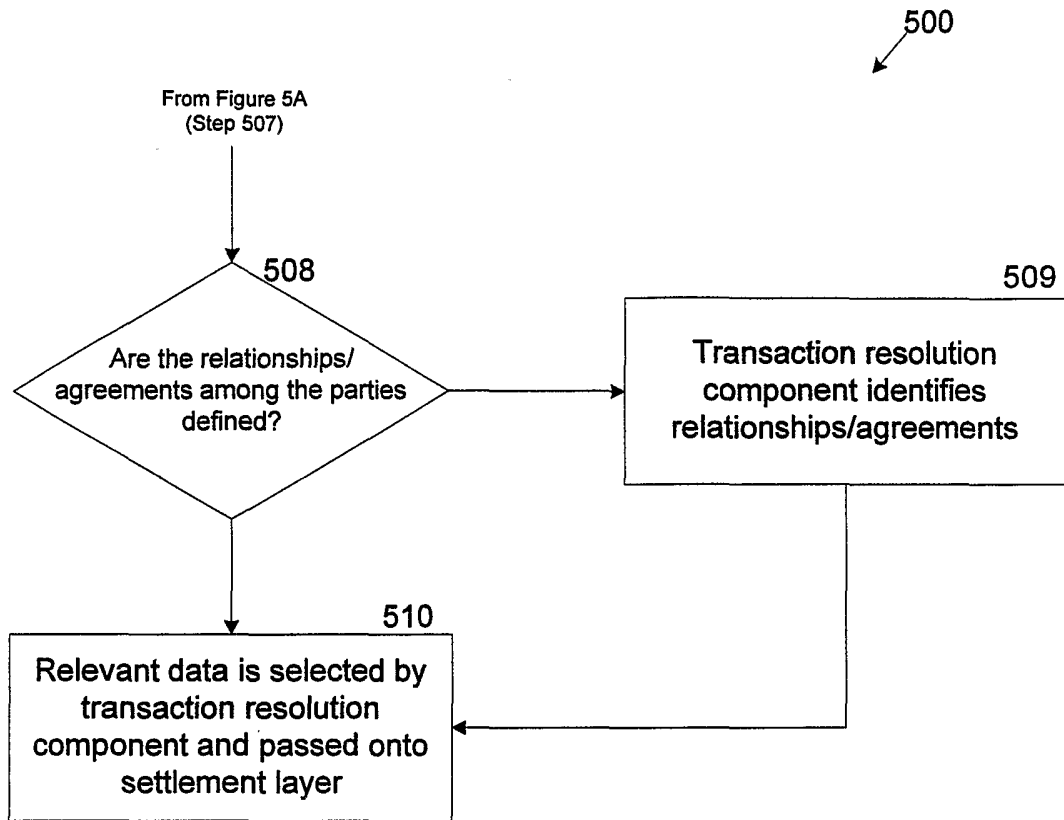 500
From Figure 5A
(Step 507)
508
Are the relationships/
agreements among the parties
defined?
509
Transaction resolution
component identifies
relationships/agreements
510
Relevant data is selected by
transaction resolution
component and passed onto
settlement layer